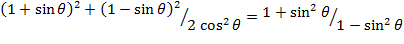 (1 + sin θ)² + (1 − sin θ)²/2 cos² θ = 1 + sin² θ/1 − sin² θ